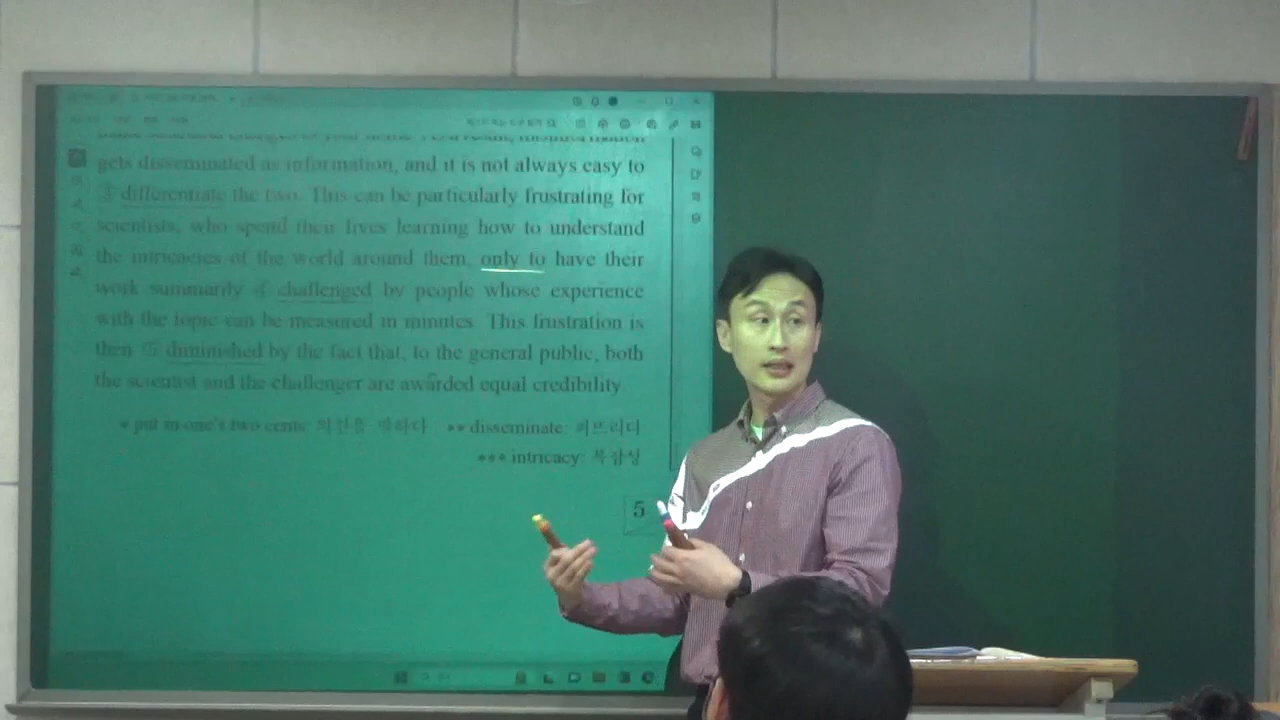 gets disseminated as information, and it is not always easy to
③ differentiate the two. This can be particularly frustrating for
scientists, who spend their lives learning how to understand
the intricacies of the world around them, only to have their
work summarily ④ challenged by people whose experience
with the topic can be measured in minutes. This frustration is
then ⑤ diminished by the fact that, to the general public, both
the scientist and the challenger are awarded equal credibility
* put in one's two cents: 의견을 말하다 ** disseminate: 퍼뜨리다
*** intricacy: 복잡성
5